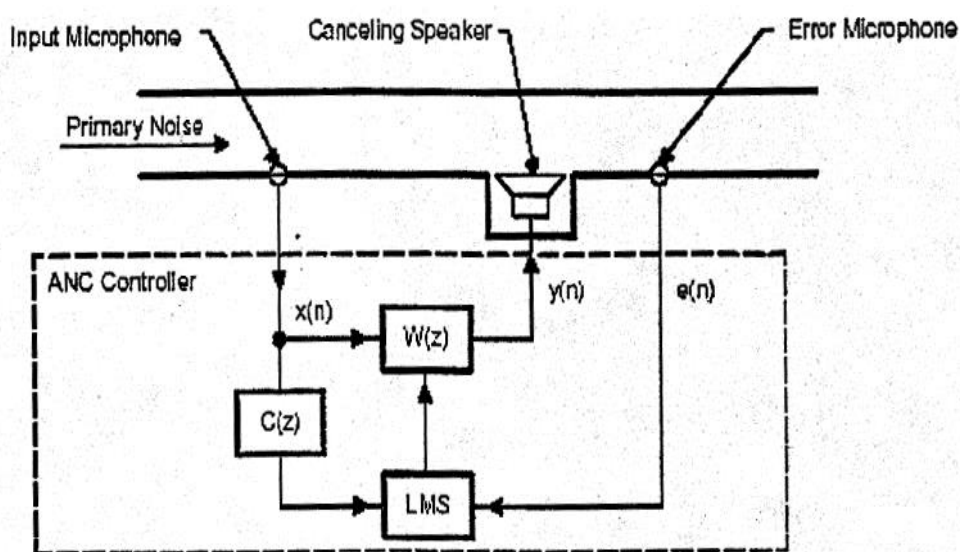 Input Microphone
Canceling Speaker
Error Microphone
Primary Noise
ANC Controller
x(n)
W(z)
y(n)
e(n)
C(z)
LMS